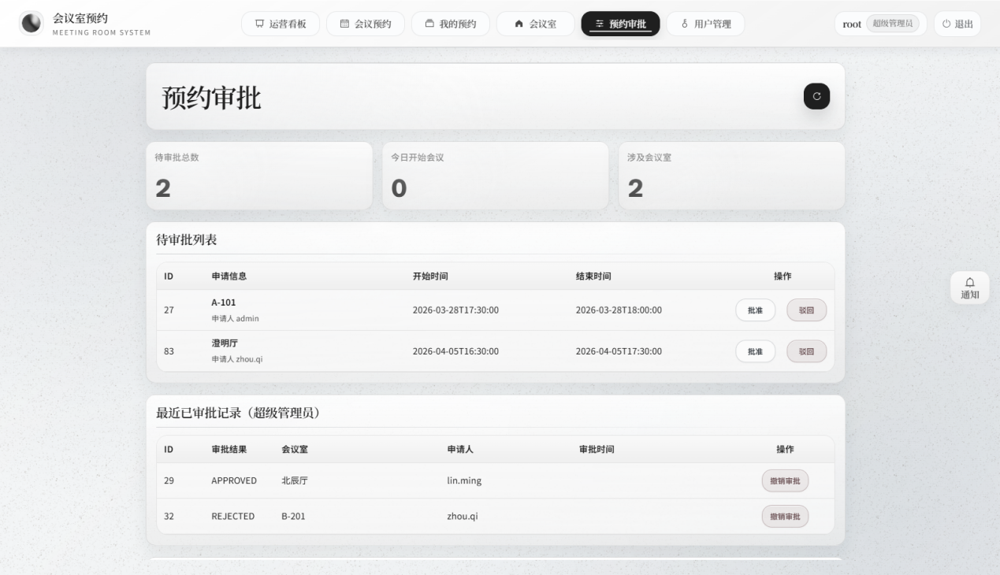 会议室预约
MEETING ROOM SYSTEM
运营看板
会议预约
我的预约
会议室
预约审批
用户管理
root 超级管理员
退出
预约审批
待审批总数
2
今日开始会议
0
涉及会议室
2
待审批列表
ID 申请信息 开始时间 结束时间 操作
27 A-101 申请人 admin 2026-03-28T17:30:00 2026-03-28T18:00:00 批准 驳回
83 澄明厅 申请人 zhou.qi 2026-04-05T16:30:00 2026-04-05T17:30:00 批准 驳回
通知
最近已审批记录（超级管理员）
ID 审批结果 会议室 申请人 审批时间 操作
29 APPROVED 北辰厅 lin.ming 撤销审批
32 REJECTED B-201 zhou.qi 撤销审批